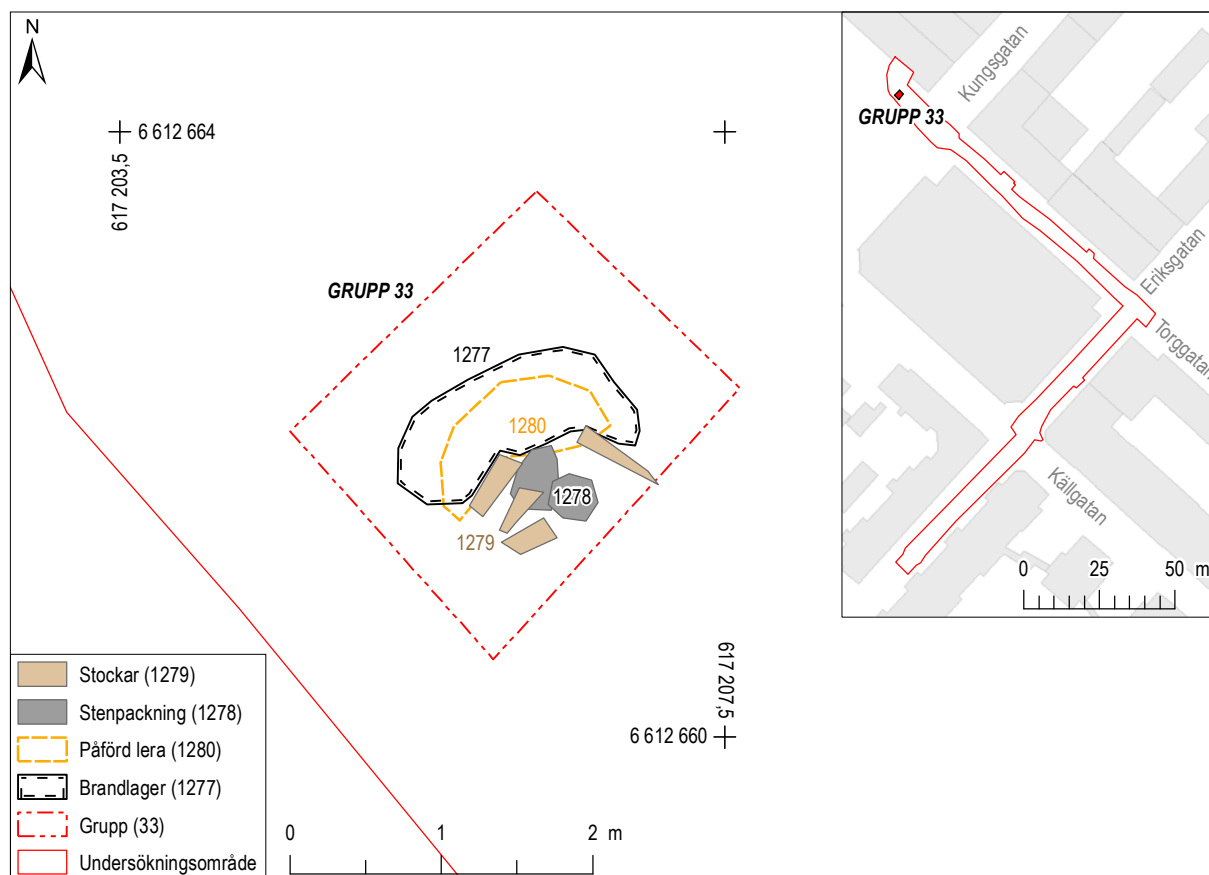 N
6 612 664
617 203,5
GRUPP 33
1277
1280
1278
1279
617 207,5
6 612 660
Stockar (1279)
Stenpackning (1278)
Påförd lera (1280)
Brandlager (1277)
Grupp (33)
Undersökningsområde
0 1 2 m
Kungsgatan
GRUPP 33
Eriksgatan
Torggatan
Källgatan
0 25 50 m